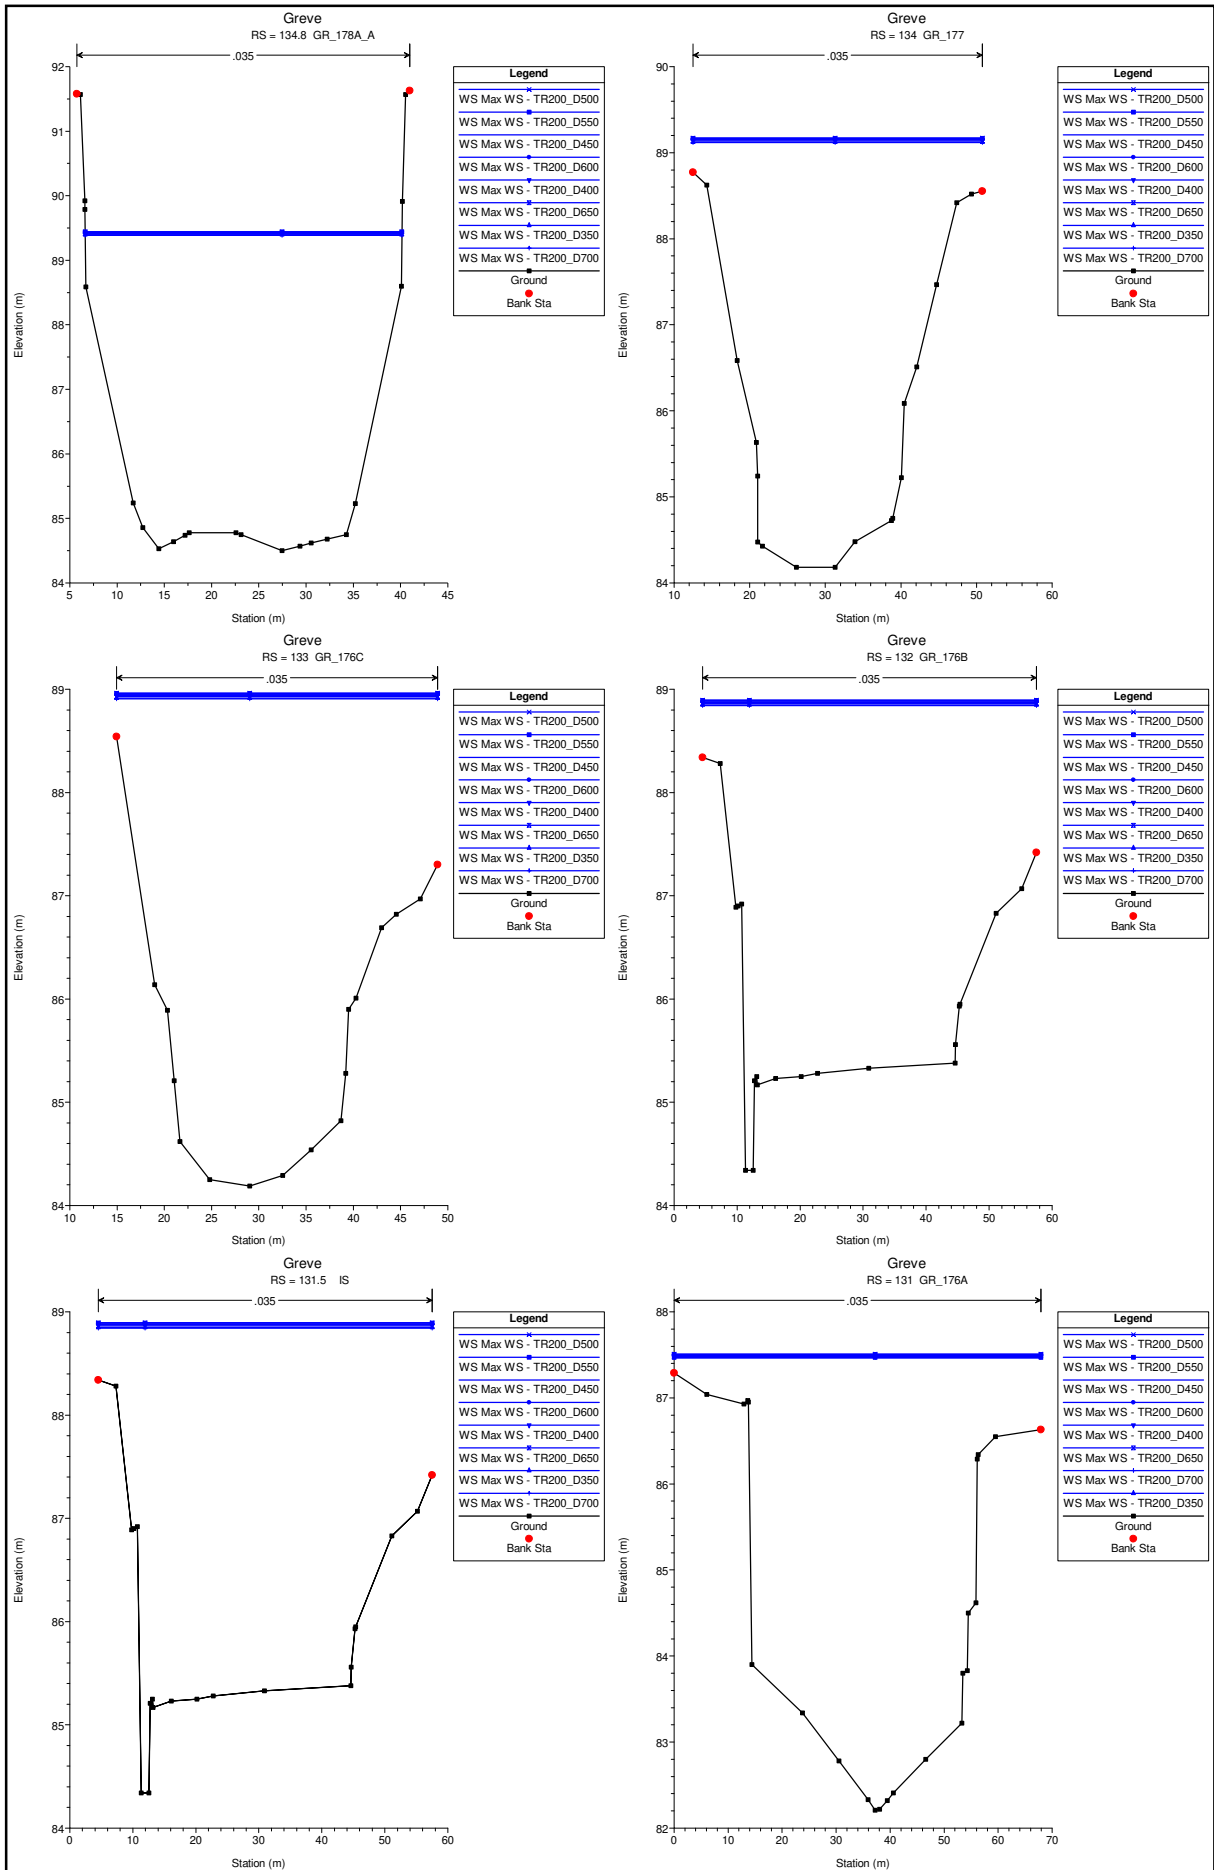 Greve
RS = 134.8 GR_178A_A
.035
92
91
90
89
88
87
86
85
84
5 10 15 20 25 30 35 40 45
Elevation (m)
Station (m)
Legend
WS Max WS - TR200_D500
WS Max WS - TR200_D550
WS Max WS - TR200_D450
WS Max WS - TR200_D600
WS Max WS - TR200_D400
WS Max WS - TR200_D650
WS Max WS - TR200_D350
WS Max WS - TR200_D700
Ground
Bank Sta
Greve
RS = 134 GR_177
.035
90
89
88
87
86
85
84
10 20 30 40 50 60
Elevation (m)
Station (m)
Legend
WS Max WS - TR200_D500
WS Max WS - TR200_D550
WS Max WS - TR200_D450
WS Max WS - TR200_D600
WS Max WS - TR200_D400
WS Max WS - TR200_D650
WS Max WS - TR200_D350
WS Max WS - TR200_D700
Ground
Bank Sta
Greve
RS = 133 GR_176C
.035
89
88
87
86
85
84
10 15 20 25 30 35 40 45 50
Elevation (m)
Station (m)
Legend
WS Max WS - TR200_D500
WS Max WS - TR200_D550
WS Max WS - TR200_D450
WS Max WS - TR200_D600
WS Max WS - TR200_D400
WS Max WS - TR200_D650
WS Max WS - TR200_D350
WS Max WS - TR200_D700
Ground
Bank Sta
Greve
RS = 132 GR_176B
.035
89
88
87
86
85
84
0 10 20 30 40 50 60
Elevation (m)
Station (m)
Legend
WS Max WS - TR200_D500
WS Max WS - TR200_D550
WS Max WS - TR200_D450
WS Max WS - TR200_D600
WS Max WS - TR200_D400
WS Max WS - TR200_D650
WS Max WS - TR200_D350
WS Max WS - TR200_D700
Ground
Bank Sta
Greve
RS = 131.5 IS
.035
89
88
87
86
85
84
0 10 20 30 40 50 60
Elevation (m)
Station (m)
Legend
WS Max WS - TR200_D500
WS Max WS - TR200_D550
WS Max WS - TR200_D450
WS Max WS - TR200_D600
WS Max WS - TR200_D400
WS Max WS - TR200_D650
WS Max WS - TR200_D350
WS Max WS - TR200_D700
Ground
Bank Sta
Greve
RS = 131 GR_176A
.035
88
87
86
85
84
83
82
0 10 20 30 40 50 60 70
Elevation (m)
Station (m)
Legend
WS Max WS - TR200_D500
WS Max WS - TR200_D550
WS Max WS - TR200_D450
WS Max WS - TR200_D600
WS Max WS - TR200_D400
WS Max WS - TR200_D650
WS Max WS - TR200_D700
WS Max WS - TR200_D350
Ground
Bank Sta